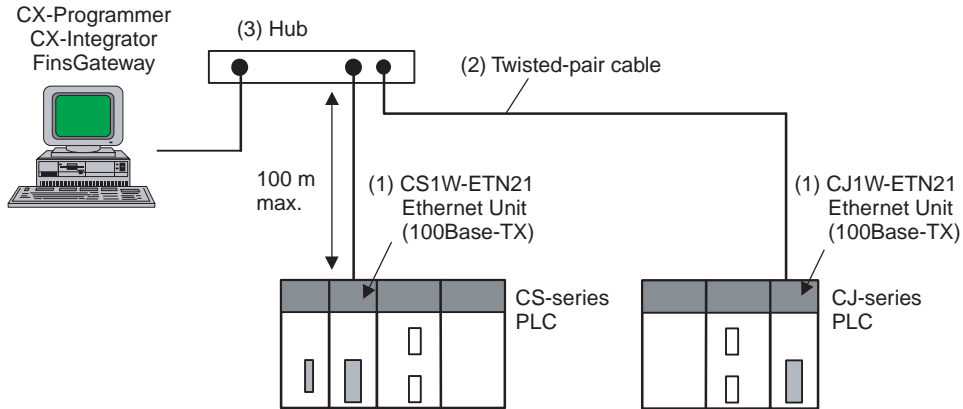 CX-Programmer
CX-Integrator
FinsGateway
(3) Hub
(2) Twisted-pair cable
100 m
max.
(1) CS1W-ETN21
Ethernet Unit
(100Base-TX)
(1) CJ1W-ETN21
Ethernet Unit
(100Base-TX)
CS-series
PLC
CJ-series
PLC